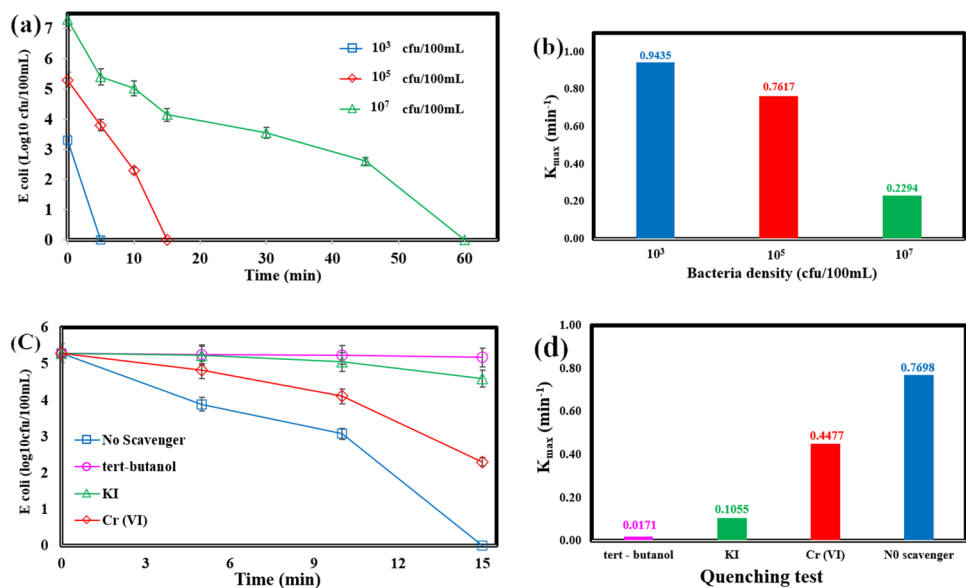 (a)
E coli (Log10 cfu/100mL)
7
6
5
4
3
2
1
0
10³ cfu/100mL
10⁵ cfu/100mL
10⁷ cfu/100mL
0 10 20 30 40 50 60
Time (min)
(b)
Kmax (min⁻¹)
1.00
0.80
0.60
0.40
0.20
0.00
0.9435
0.7617
0.2294
10³ 10⁵ 10⁷
Bacteria density (cfu/100mL)
(C)
E coli (log10cfu/100mL)
6
5
4
3
2
1
0
No Scavenger
tert-butanol
KI
Cr (VI)
0 3 6 9 12 15
Time (min)
(d)
Kmax (min⁻¹)
1.00
0.80
0.60
0.40
0.20
0.00
0.0171
0.1055
0.4477
0.7698
tert - butanol KI Cr (VI) N0 scavenger
Quenching test